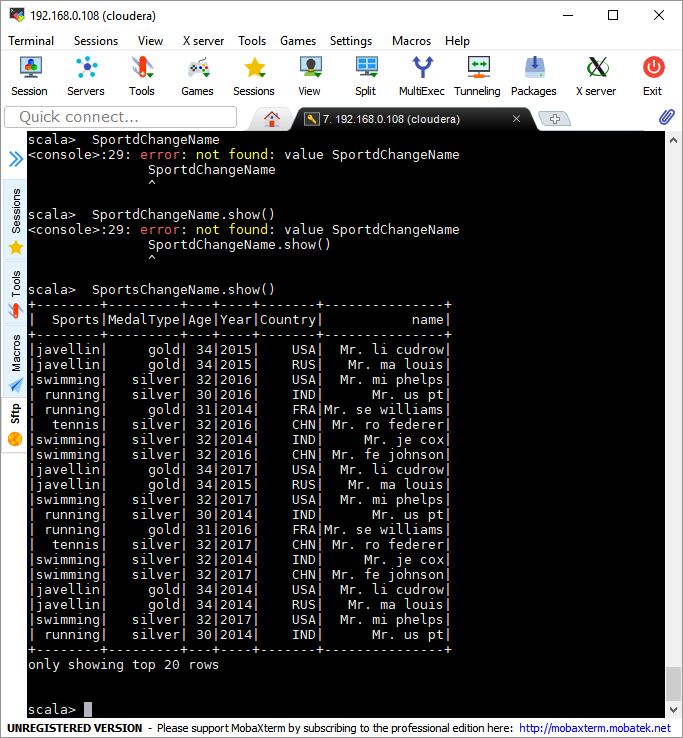 192.168.0.108 (cloudera)
Terminal Sessions View X server Tools Games Settings Macros Help
Session Servers Tools Games Sessions View Split MultiExec Tunneling Packages X server Exit
Quick connect...
7. 192.168.0.108 (cloudera)
Sessions
Tools
Macros
Sftp
scala>  SportdChangeName
<console>:29: error: not found: value SportdChangeName
               SportdChangeName
               ^
scala>  SportdChangeName.show()
<console>:29: error: not found: value SportdChangeName
               SportdChangeName.show()
               ^
scala>  SportsChangeName.show()
+--------+---------+---+----+-------+---------------+
|  Sports|MedalType|Age|Year|Country|           name|
+--------+---------+---+----+-------+---------------+
|javellin|     gold| 34|2015|    USA|  Mr. li cudrow|
|javellin|     gold| 34|2015|    RUS|   Mr. ma louis|
|swimming|   silver| 32|2016|    USA|  Mr. mi phelps|
| running|   silver| 30|2016|    IND|      Mr. us pt|
| running|     gold| 31|2014|    FRA|Mr. se williams|
|  tennis|   silver| 32|2016|    CHN| Mr. ro federer|
|swimming|   silver| 32|2014|    IND|     Mr. je cox|
|swimming|   silver| 32|2016|    CHN| Mr. fe johnson|
|javellin|     gold| 34|2017|    USA|  Mr. li cudrow|
|javellin|     gold| 34|2015|    RUS|   Mr. ma louis|
|swimming|   silver| 32|2017|    USA|  Mr. mi phelps|
| running|   silver| 30|2014|    IND|      Mr. us pt|
| running|     gold| 31|2016|    FRA|Mr. se williams|
|  tennis|   silver| 32|2017|    CHN| Mr. ro federer|
|swimming|   silver| 32|2014|    IND|     Mr. je cox|
|swimming|   silver| 32|2017|    CHN| Mr. fe johnson|
|javellin|     gold| 34|2014|    USA|  Mr. li cudrow|
|javellin|     gold| 34|2014|    RUS|   Mr. ma louis|
|swimming|   silver| 32|2017|    USA|  Mr. mi phelps|
| running|   silver| 30|2014|    IND|      Mr. us pt|
+--------+---------+---+----+-------+---------------+
only showing top 20 rows
scala>
UNREGISTERED VERSION - Please support MobaXterm by subscribing to the professional edition here: http://mobaxterm.mobatek.net